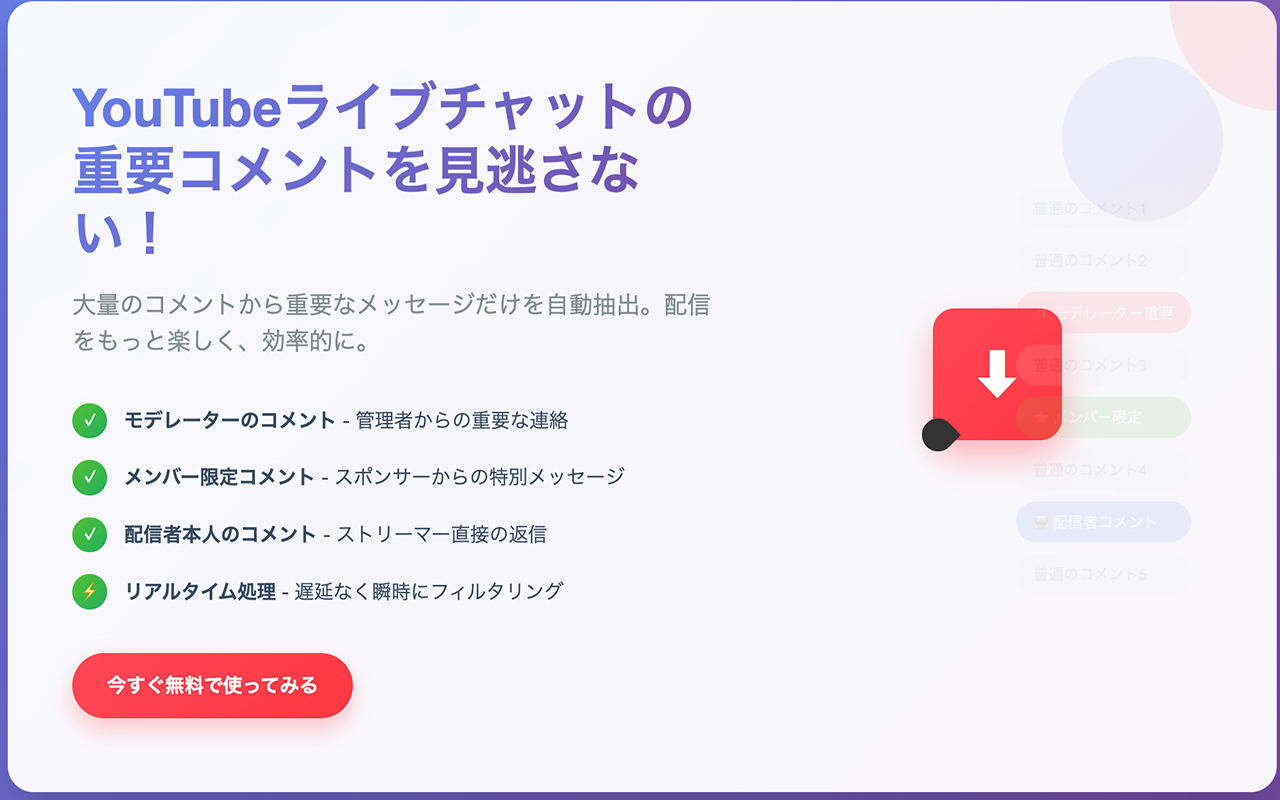 YouTubeライブチャットの
重要コメントを見逃さな
い！
大量のコメントから重要なメッセージだけを自動抽出。配信
をもっと楽しく、効率的に。
モデレーターのコメント - 管理者からの重要な連絡
メンバー限定コメント - スポンサーからの特別メッセージ
配信者本人のコメント - ストリーマー直接の返信
リアルタイム処理 - 遅延なく瞬時にフィルタリング
今すぐ無料で使ってみる
普通のコメント1
普通のコメント2
モデレーター重要
普通のコメント3
メンバー限定
普通のコメント4
配信者コメント
普通のコメント5